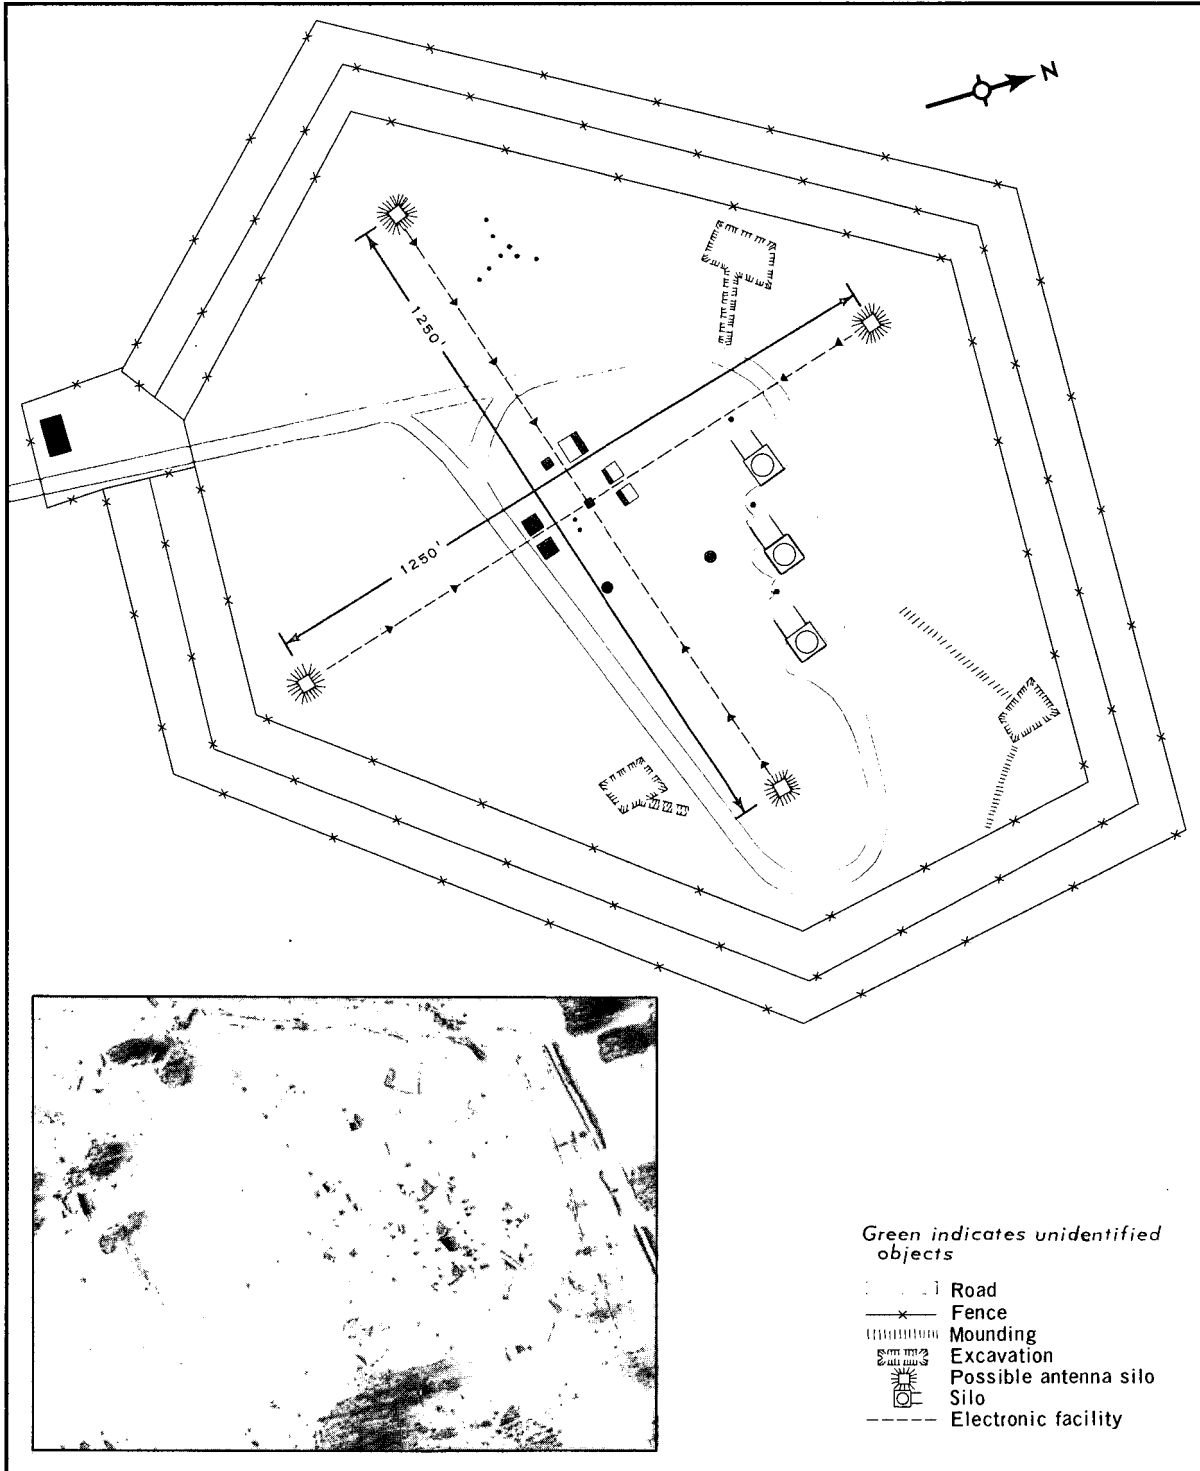 N
1250'
1250'
Green indicates unidentified
objects
Road
Fence
Mounding
Excavation
Possible antenna silo
Silo
Electronic facility